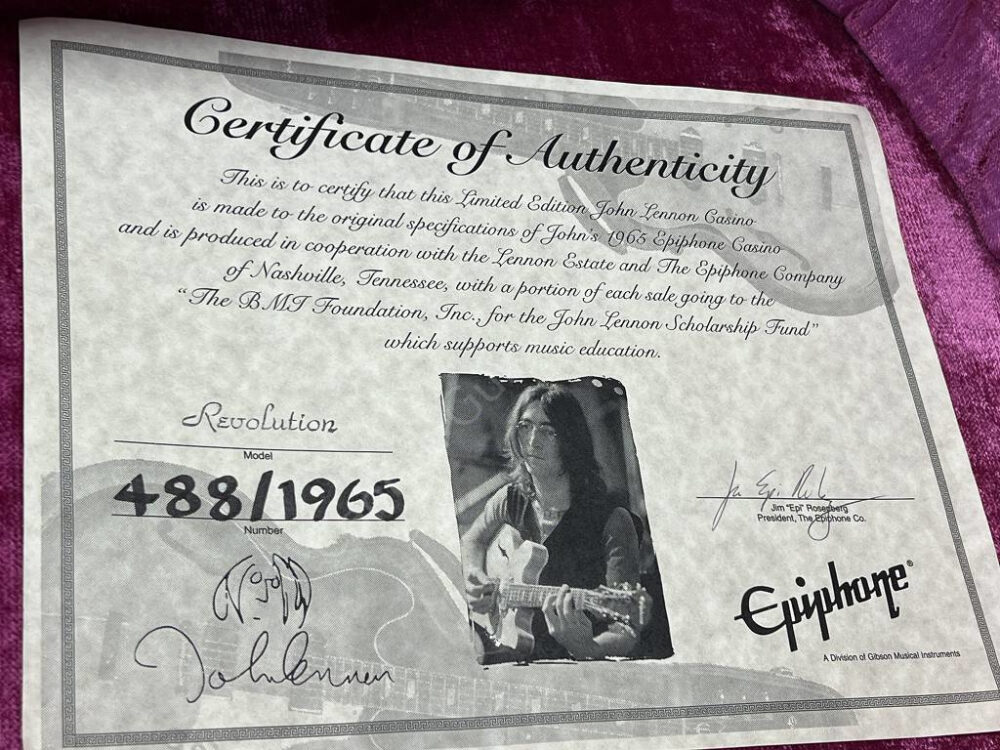 Certificate of Authenticity
This is to certify that this Limited Edition John Lennon Casino
is made to the original specifications of John's 1965 Epiphone Casino
and is produced in cooperation with the Lennon Estate and The Epiphone Company
of Nashville, Tennessee, with a portion of each sale going to the
"The BMI Foundation, Inc., for the John Lennon Scholarship Fund"
which supports music education.
Revolution
Model
488/1965
Number
John Lennon
Jim "Epi" Rosenberg
President, The Epiphone Co.
Epiphone®
A Division of Gibson Musical Instruments